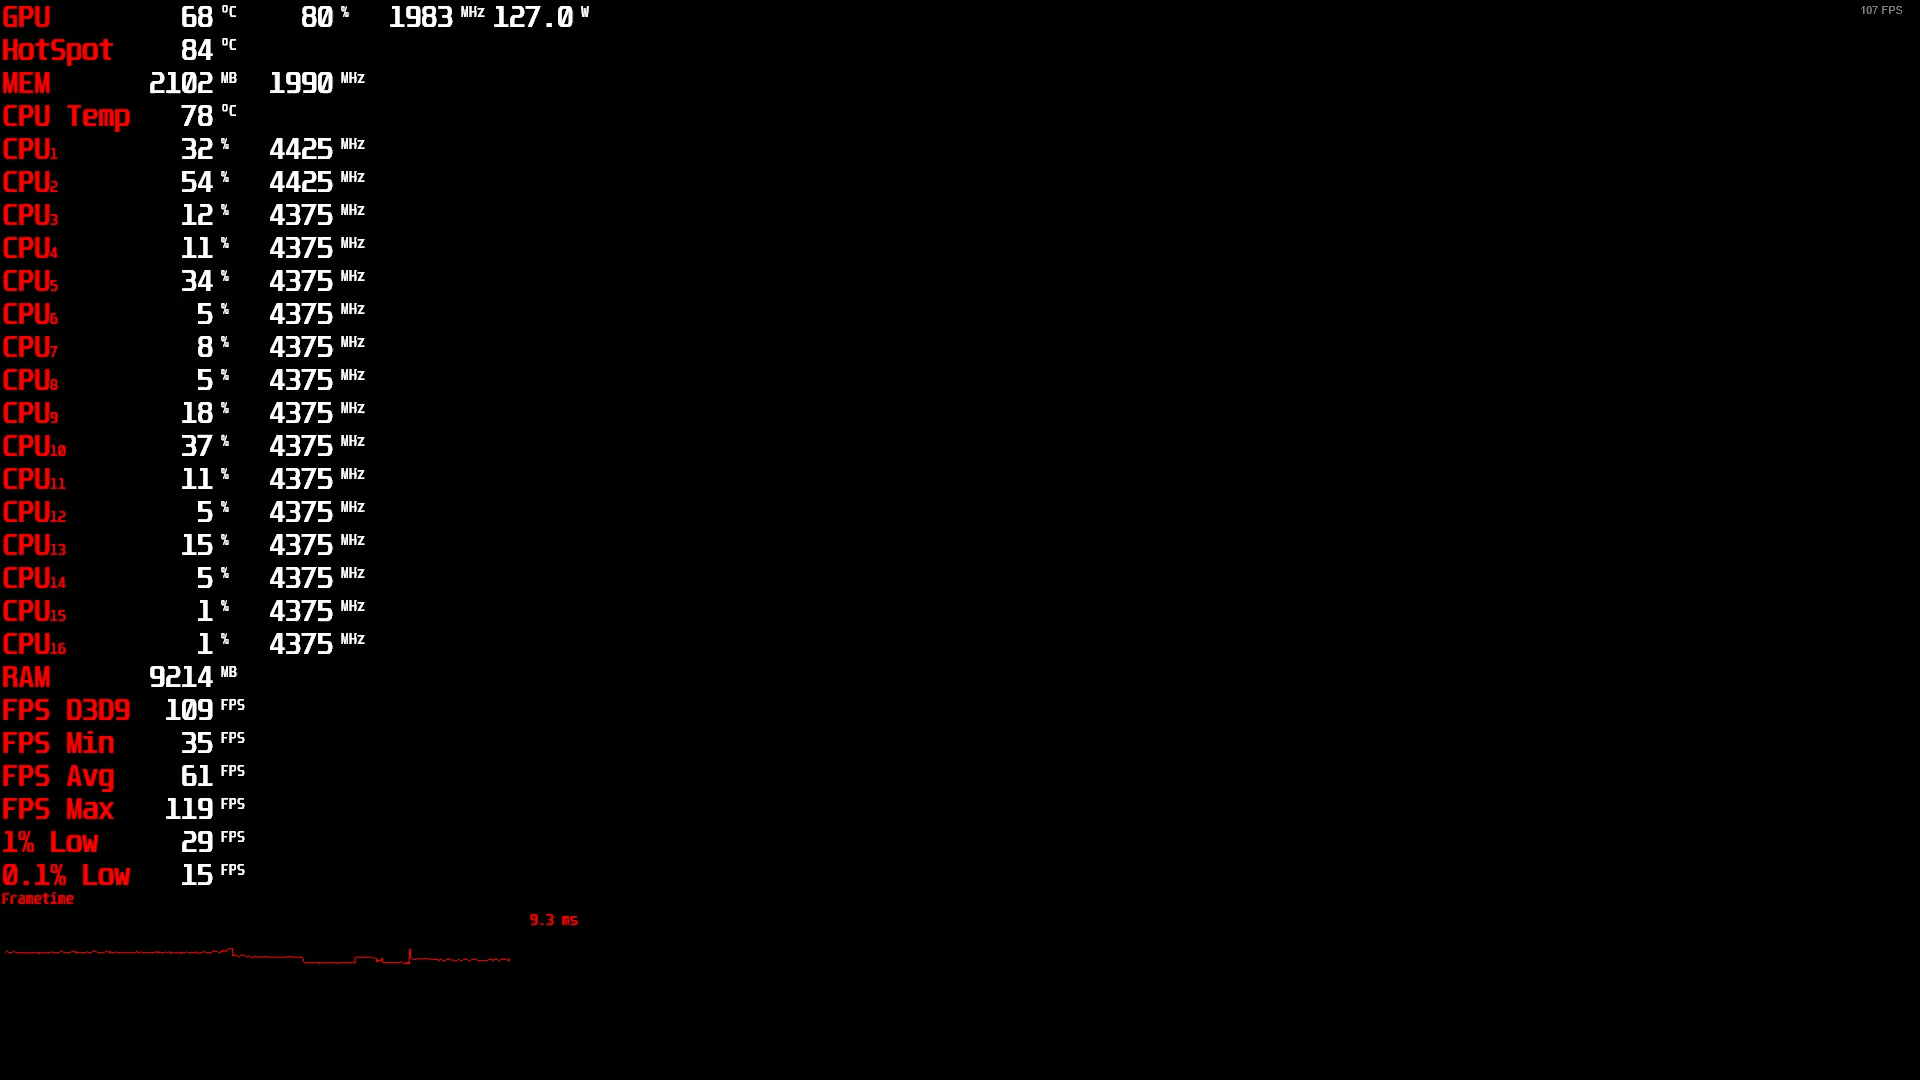 GPU 68 °C 80 % 1983 MHz 127.0 W
107 FPS
HotSpot 84 °C
MEM 2102 MB 1990 MHz
CPU Temp 78 °C
CPU1 32 % 4425 MHz
CPU2 54 % 4425 MHz
CPU3 12 % 4375 MHz
CPU4 11 % 4375 MHz
CPU5 34 % 4375 MHz
CPU6 5 % 4375 MHz
CPU7 8 % 4375 MHz
CPU8 5 % 4375 MHz
CPU9 18 % 4375 MHz
CPU10 37 % 4375 MHz
CPU11 11 % 4375 MHz
CPU12 5 % 4375 MHz
CPU13 15 % 4375 MHz
CPU14 5 % 4375 MHz
CPU15 1 % 4375 MHz
CPU16 1 % 4375 MHz
RAM 9214 MB
FPS D3D9 109 FPS
FPS Min 35 FPS
FPS Avg 61 FPS
FPS Max 119 FPS
1% Low 29 FPS
0.1% Low 15 FPS
Frametime
9.3 ms